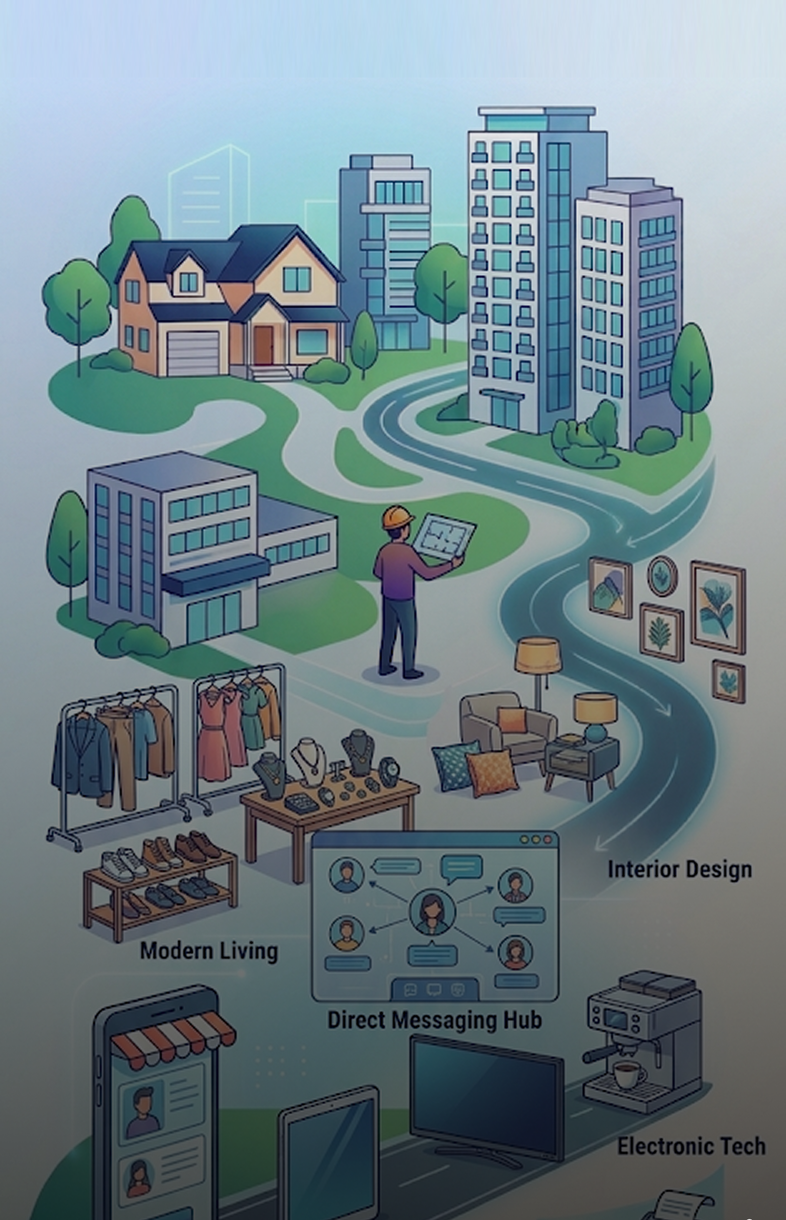 Interior Design
Modern Living
Direct Messaging Hub
Electronic Tech